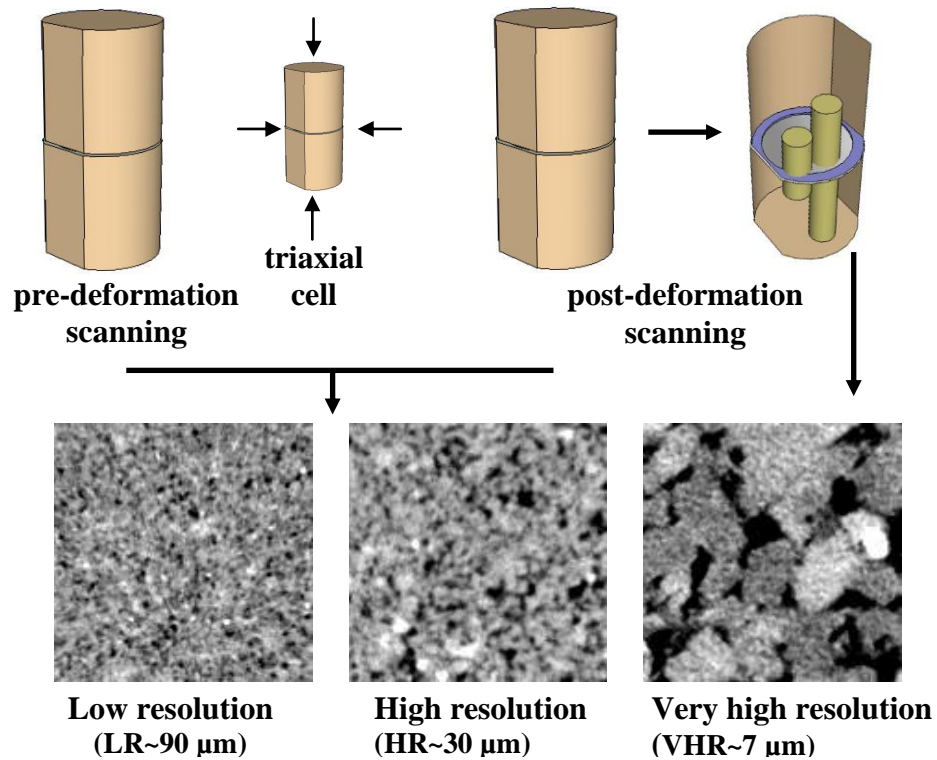 triaxial
cell
pre-deformation
scanning
post-deformation
scanning
Low resolution
(LR~90 µm)
High resolution
(HR~30 µm)
Very high resolution
(VHR~7 µm)